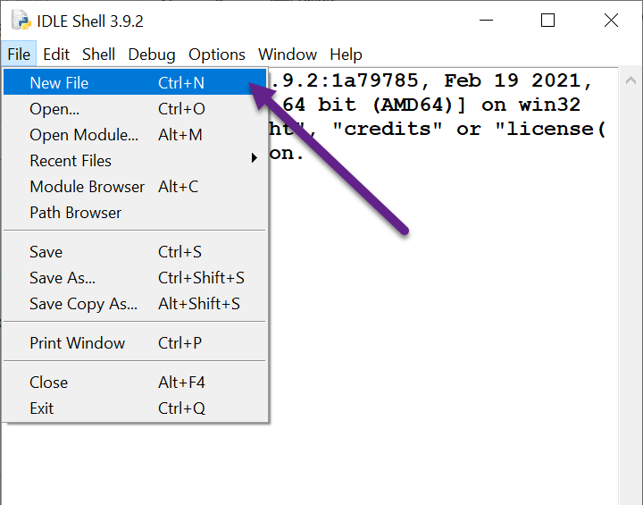 IDLE Shell 3.9.2
File Edit Shell Debug Options Window Help
New File Ctrl+N
.9.2:1a79785, Feb 19 2021,
Open... Ctrl+O
64 bit (AMD64)] on win32
Open Module... Alt+M
ht", "credits" or "license(
Recent Files
on.
Module Browser Alt+C
Path Browser
Save Ctrl+S
Save As... Ctrl+Shift+S
Save Copy As... Alt+Shift+S
Print Window Ctrl+P
Close Alt+F4
Exit Ctrl+Q